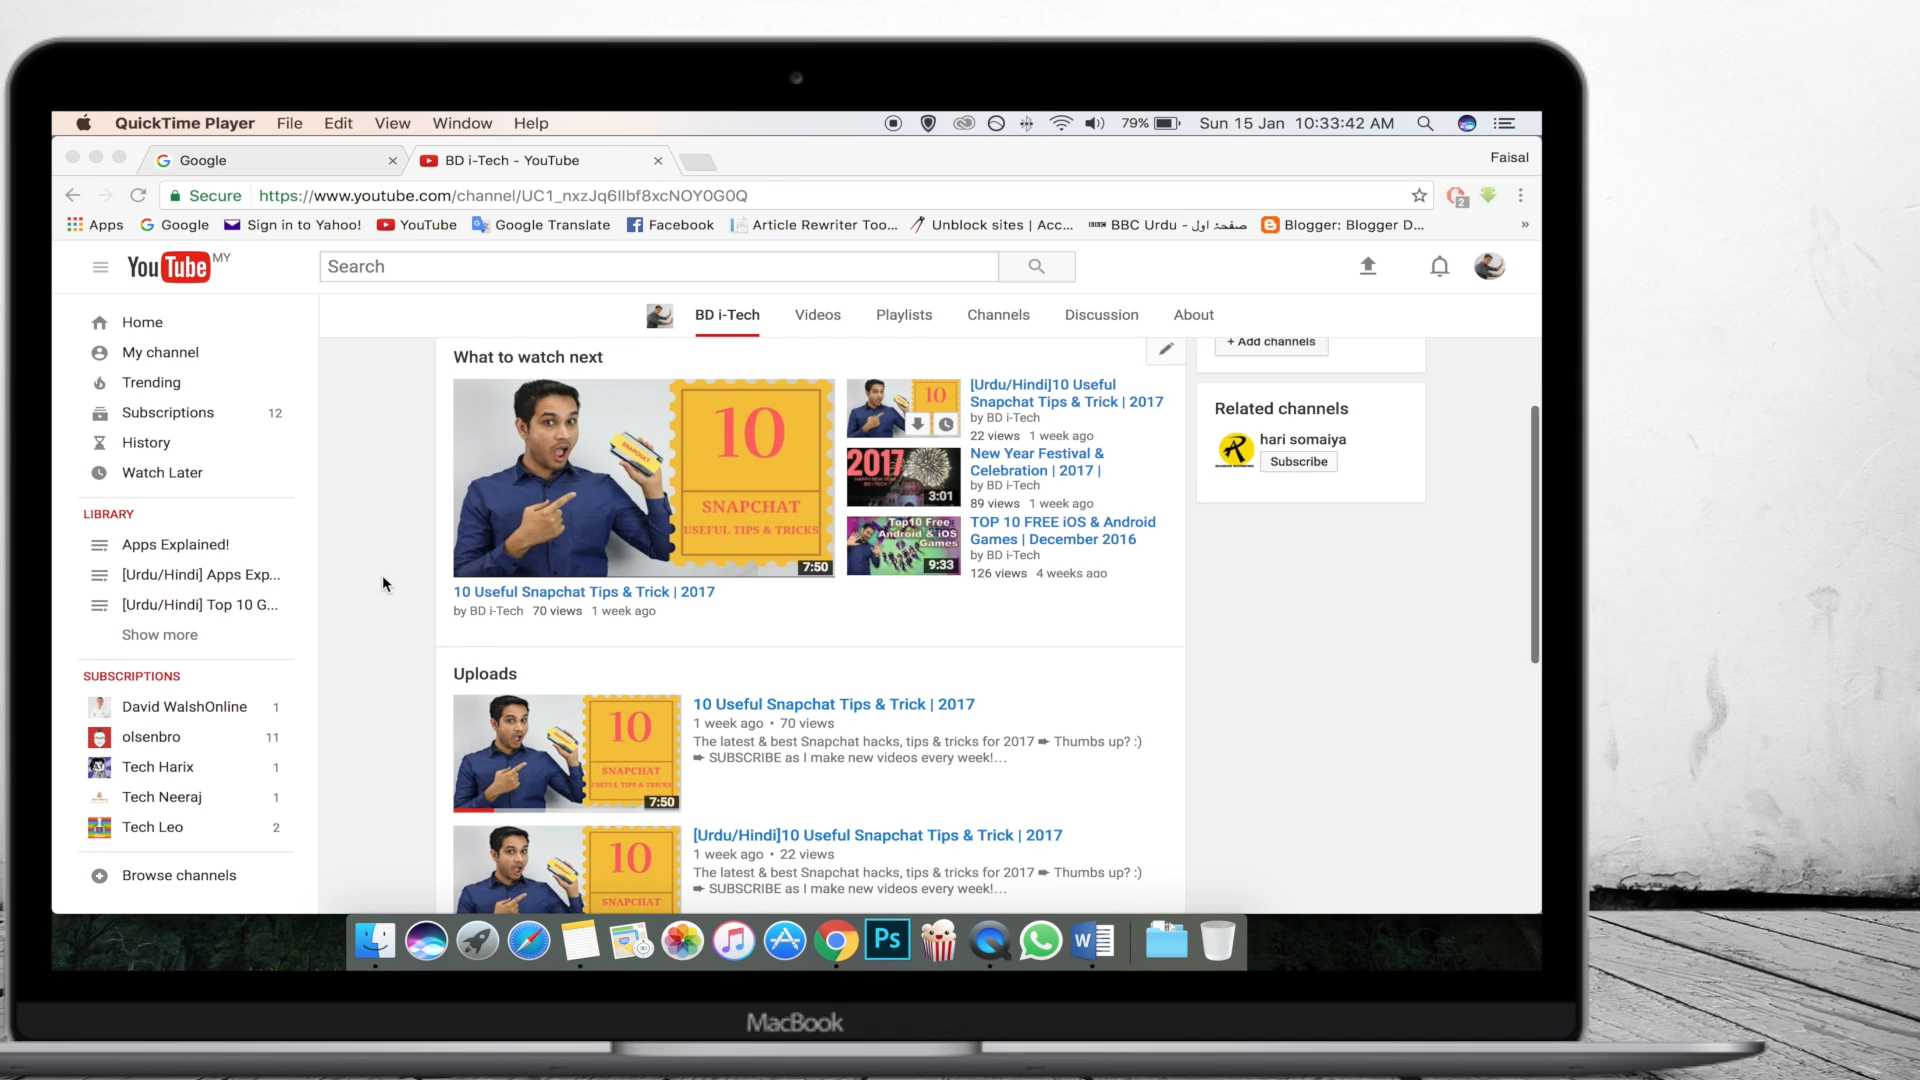 QuickTime Player File Edit View Window Help 79% Sun 15 Jan 10:33:42 AM
Google BD i-Tech - YouTube Faisal
Secure https://www.youtube.com/channel/UC1_nxzJq6IIbf8xcNOY0G0Q 2
Apps Google Sign in to Yahoo! YouTube Google Translate Facebook Article Rewriter Too... Unblock sites | Acc... BBC Urdu - صفحۂ اول Blogger: Blogger D... »
YouTube MY Search
BD i-Tech Videos Playlists Channels Discussion About
Home
My channel
Trending
Subscriptions 12
History
Watch Later
LIBRARY
Apps Explained!
[Urdu/Hindi] Apps Exp...
[Urdu/Hindi] Top 10 G...
Show more
SUBSCRIPTIONS
David WalshOnline 1
olsenbro 11
Tech Harix 1
Tech Neeraj 1
Tech Leo 2
Browse channels
What to watch next
10
SNAPCHAT
USEFUL TIPS & TRICKS
SNAPCHAT
7:50
10 Useful Snapchat Tips & Trick | 2017
by BD i-Tech 70 views 1 week ago
10
[Urdu/Hindi]10 Useful
Snapchat Tips & Trick | 2017
by BD i-Tech
22 views 1 week ago
2017
3:01
New Year Festival &
Celebration | 2017 |
by BD i-Tech
89 views 1 week ago
Top10 Free
Android & iOS
Games
9:33
TOP 10 FREE iOS & Android
Games | December 2016
by BD i-Tech
126 views 4 weeks ago
+ Add channels
Related channels
hari somaiya
Subscribe
Uploads
10
SNAPCHAT
USEFUL TIPS & TRICKS
7:50
10 Useful Snapchat Tips & Trick | 2017
1 week ago • 70 views
The latest & best Snapchat hacks, tips & tricks for 2017 ➨ Thumbs up? :)
➨ SUBSCRIBE as I make new videos every week!...
10
SNAPCHAT
[Urdu/Hindi]10 Useful Snapchat Tips & Trick | 2017
1 week ago • 22 views
The latest & best Snapchat hacks, tips & tricks for 2017 ➨ Thumbs up? :)
➨ SUBSCRIBE as I make new videos every week!...
Ps W
MacBook